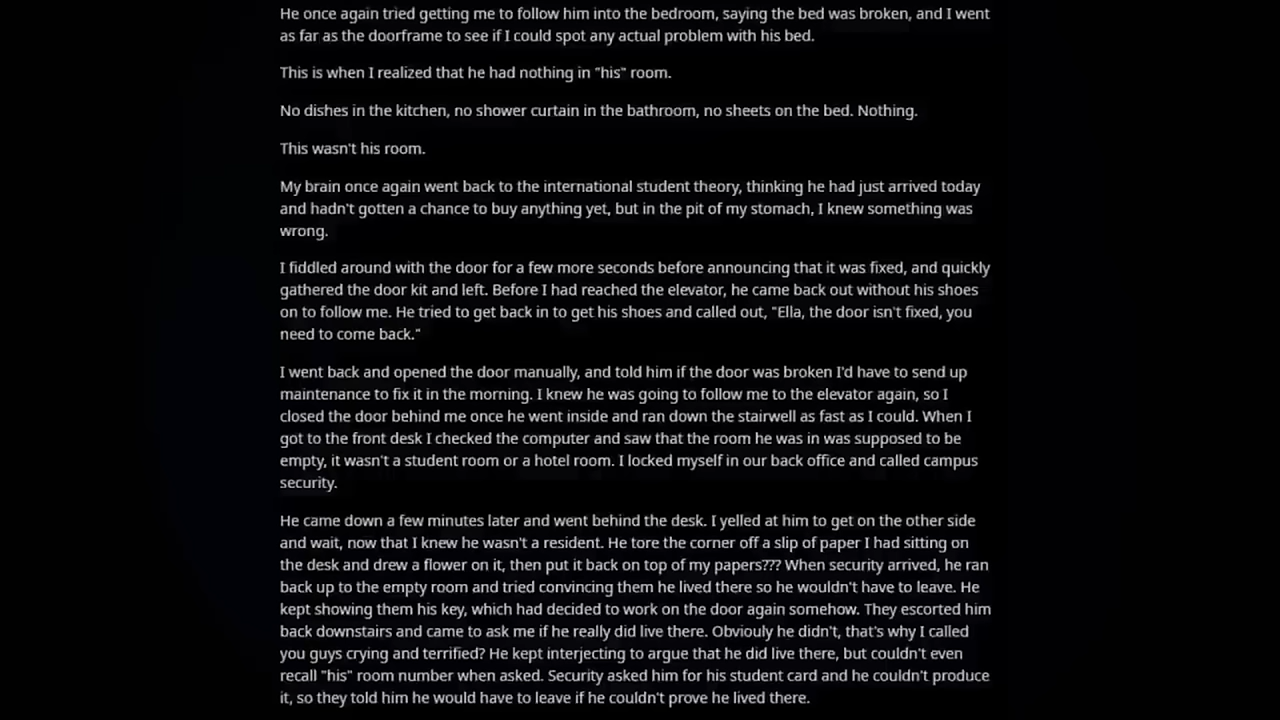 He once again tried getting me to follow him into the bedroom, saying the bed was broken, and I went
as far as the doorframe to see if I could spot any actual problem with his bed.
This is when I realized that he had nothing in "his" room.
No dishes in the kitchen, no shower curtain in the bathroom, no sheets on the bed. Nothing.
This wasn't his room.
My brain once again went back to the international student theory, thinking he had just arrived today
and hadn't gotten a chance to buy anything yet, but in the pit of my stomach, I knew something was
wrong.
I fiddled around with the door for a few more seconds before announcing that it was fixed, and quickly
gathered the door kit and left. Before I had reached the elevator, he came back out without his shoes
on to follow me. He tried to get back in to get his shoes and called out, "Ella, the door isn't fixed, you
need to come back."
I went back and opened the door manually, and told him if the door was broken I'd have to send up
maintenance to fix it in the morning. I knew he was going to follow me to the elevator again, so I
closed the door behind me once he went inside and ran down the stairwell as fast as I could. When I
got to the front desk I checked the computer and saw that the room he was in was supposed to be
empty, it wasn't a student room or a hotel room. I locked myself in our back office and called campus
security.
He came down a few minutes later and went behind the desk. I yelled at him to get on the other side
and wait, now that I knew he wasn't a resident. He tore the corner off a slip of paper I had sitting on
the desk and drew a flower on it, then put it back on top of my papers??? When security arrived, he ran
back up to the empty room and tried convincing them he lived there so he wouldn't have to leave. He
kept showing them his key, which had decided to work on the door again somehow. They escorted him
back downstairs and came to ask me if he really did live there. Obviouly he didn't, that's why I called
you guys crying and terrified? He kept interjecting to argue that he did live there, but couldn't even
recall "his" room number when asked. Security asked him for his student card and he couldn't produce
it, so they told him he would have to leave if he couldn't prove he lived there.